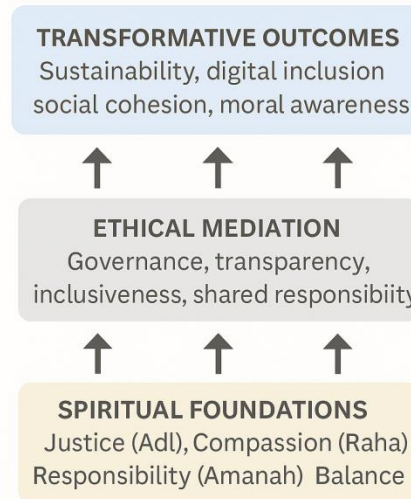 TRANSFORMATIVE OUTCOMES
Sustainability, digital inclusion
social cohesion, moral awareness
ETHICAL MEDIATION
Governance, transparency,
inclusiveness, shared responsibiity
SPIRITUAL FOUNDATIONS
Justice (Adl), Compassion (Raha)
Responsibility (Amanah) Balance